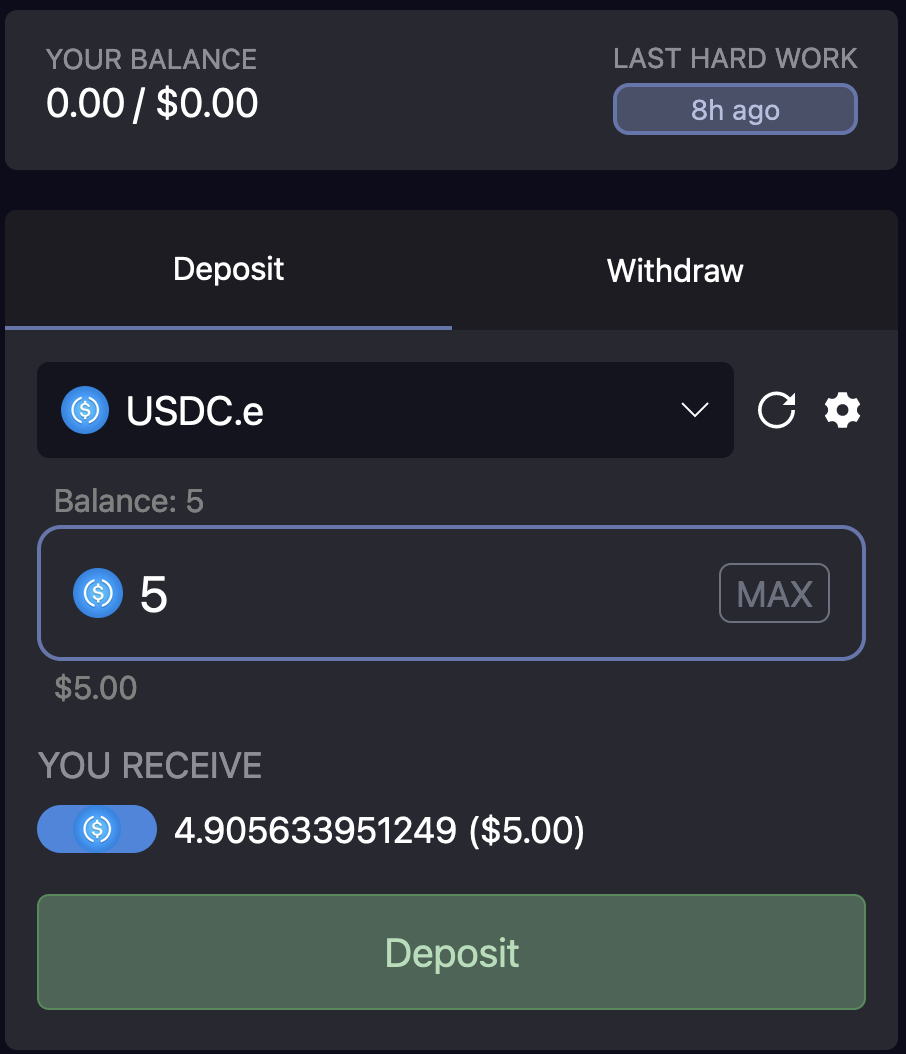 YOUR BALANCE
0.00 / $0.00
LAST HARD WORK
8h ago
Deposit
Withdraw
USDC.e
Balance: 5
5
MAX
$5.00
YOU RECEIVE
4.905633951249 ($5.00)
Deposit